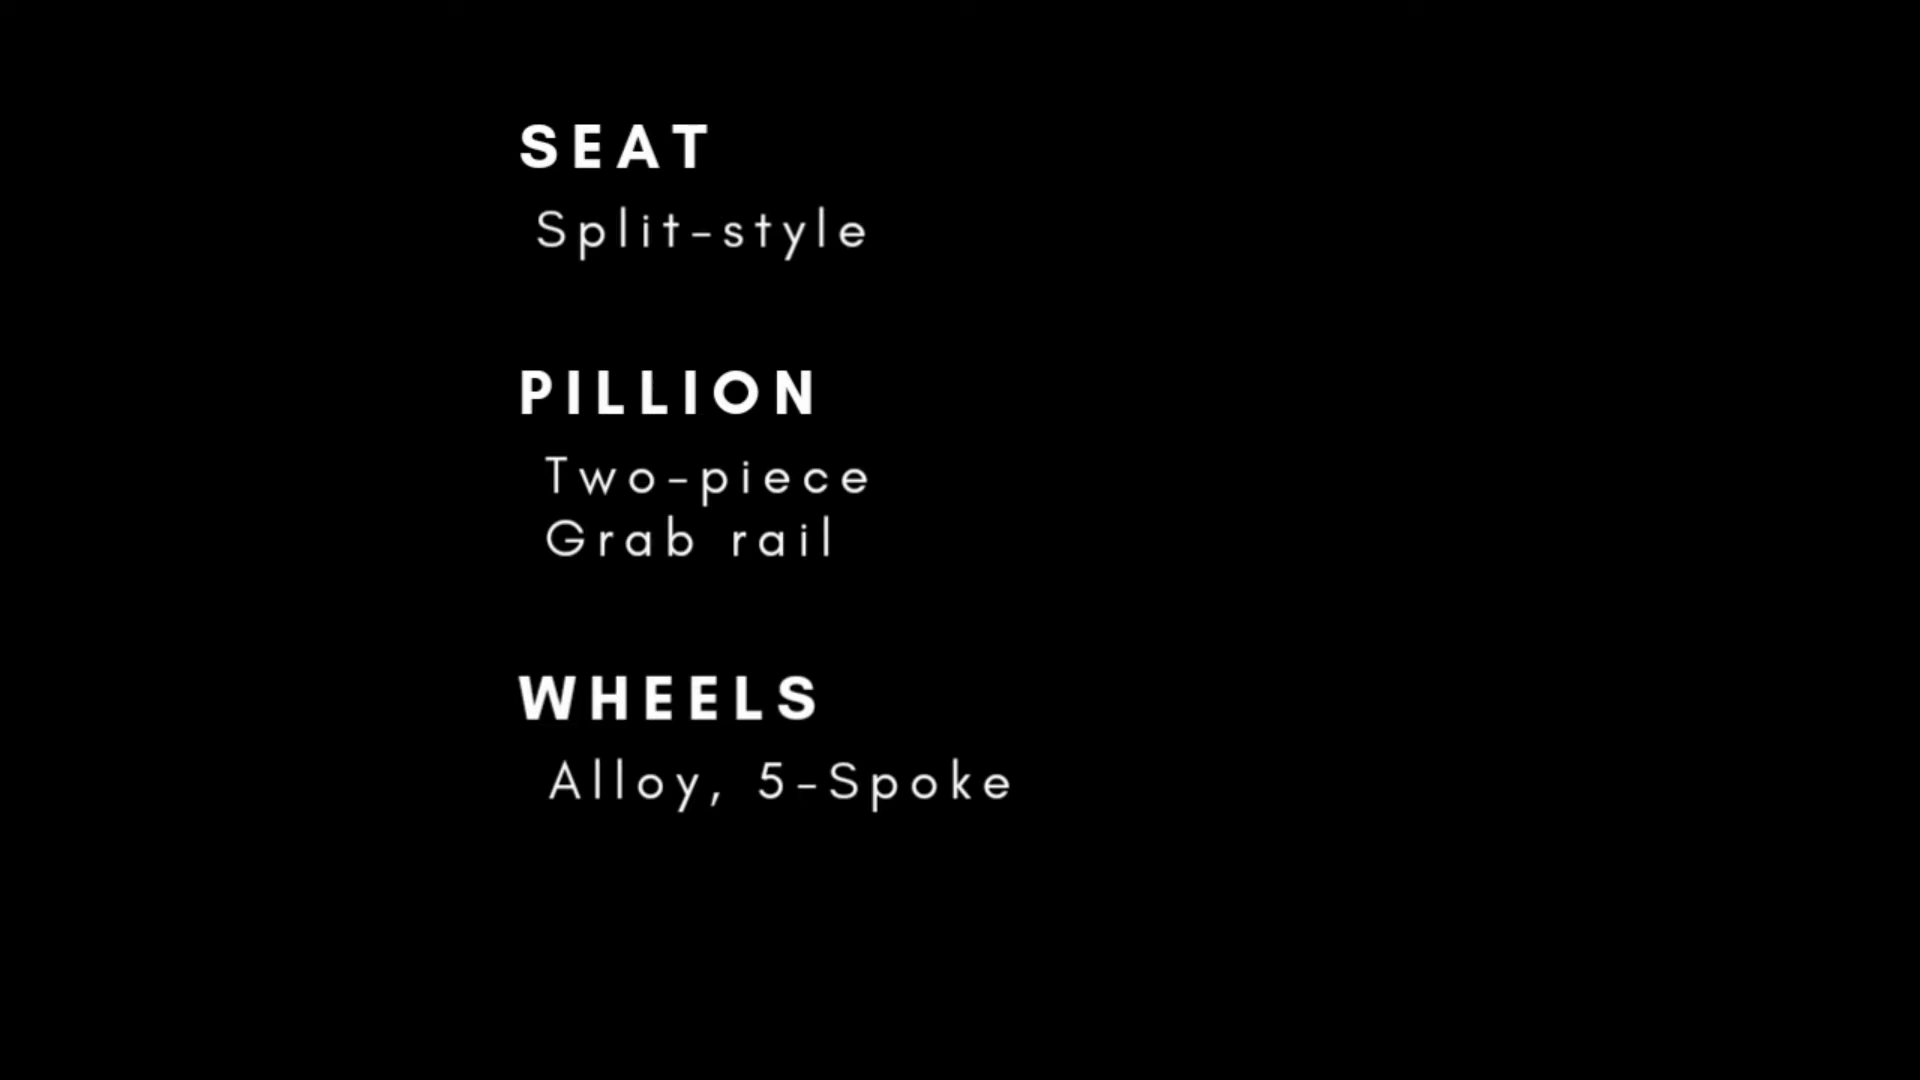 SEAT
Split-style
PILLION
Two-piece
Grab rail
WHEELS
Alloy, 5-Spoke